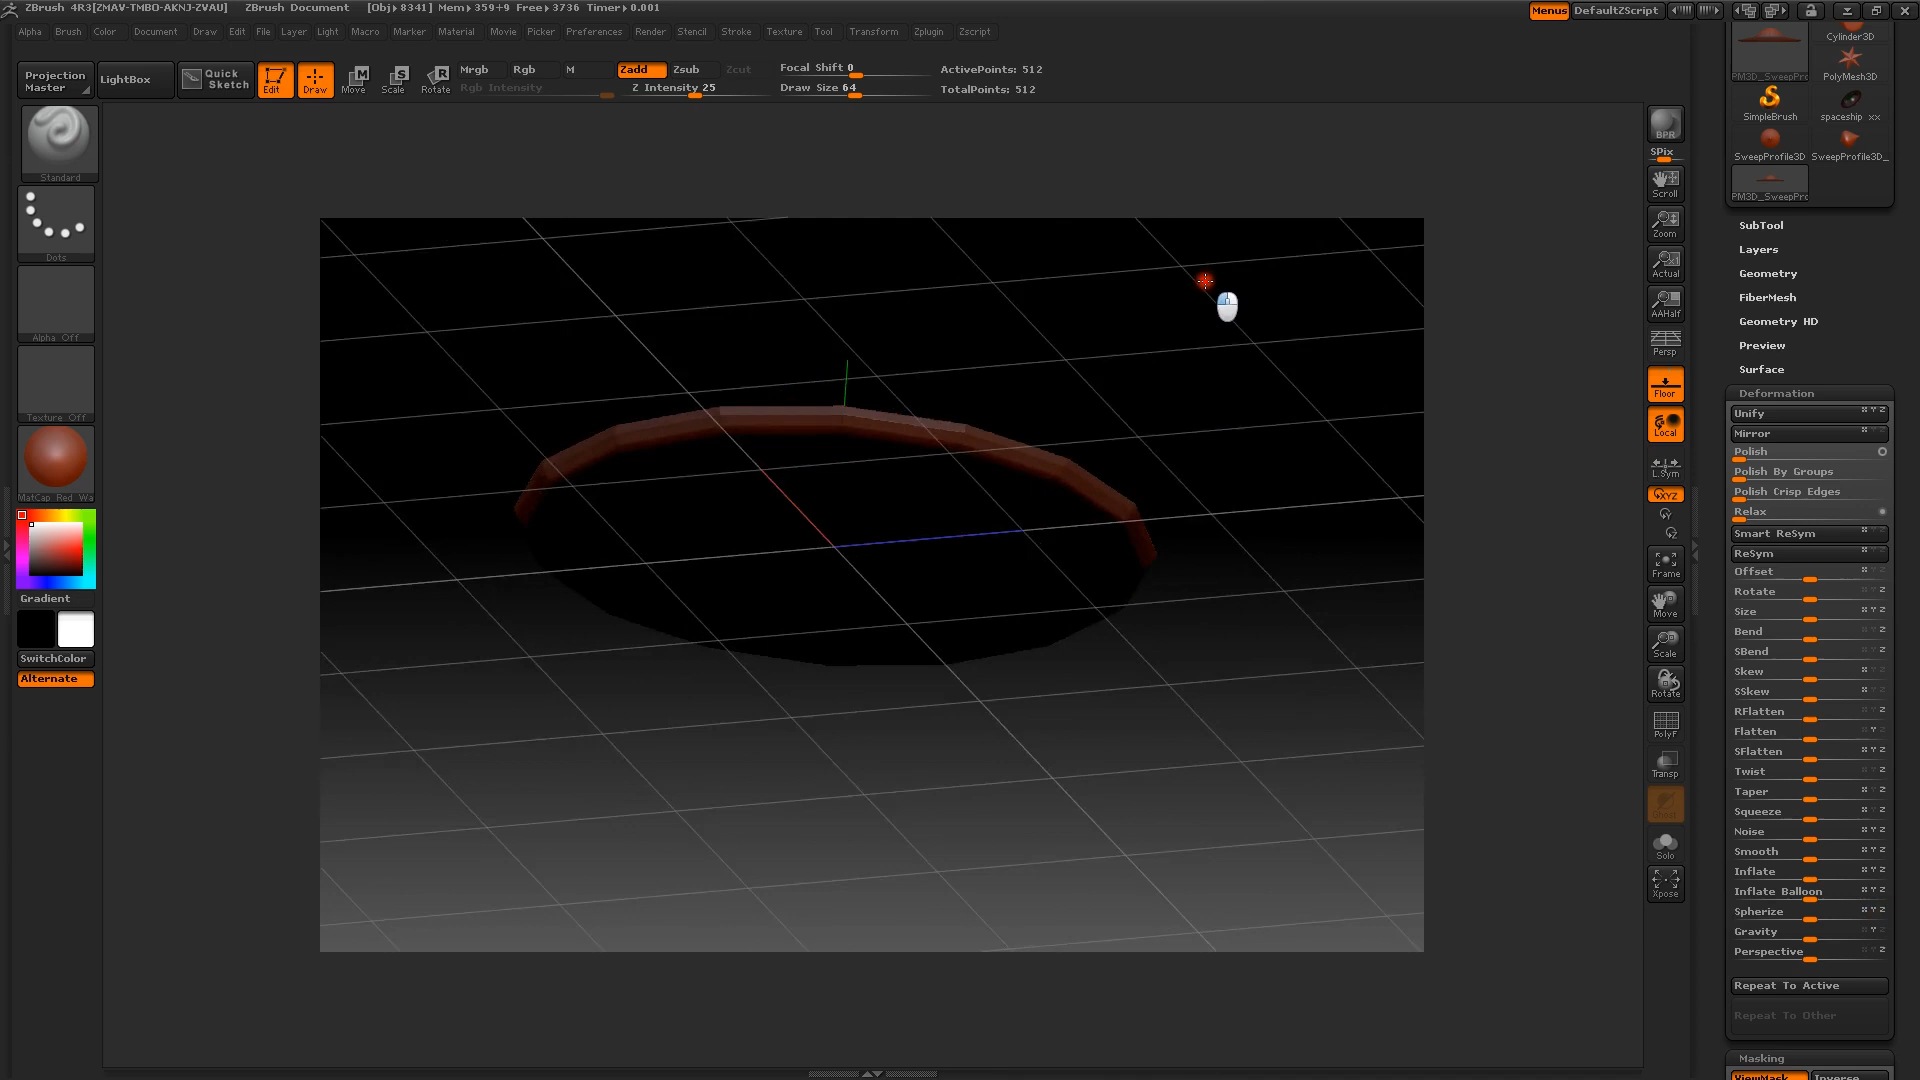 ZBrush 4R3[ZMAV-TMBO-AKNJ-ZVAU] ZBrush Document [Obj▸8341] Mem▸359+9 Free▸3736 Timer▸0.001
Menus DefaultZScript
Alpha Brush Color Document Draw Edit File Layer Light Macro Marker Material Movie Picker Preferences Render Stencil Stroke Texture Tool Transform Zplugin Zscript
Projection Master
LightBox
Quick Sketch
Edit
Draw
Move
Scale
Rotate
Mrgb Rgb M
Rgb Intensity
Zadd Zsub Zcut
Z Intensity 25
Focal Shift 0
Draw Size 64
ActivePoints: 512
TotalPoints: 512
Standard
Dots
Alpha Off
Texture Off
MatCap Red Wa
Gradient
SwitchColor
Alternate
BPR
SPix
Scroll
Zoom
Actual
AAHalf
Persp
Floor
Local
L.Sym
XYZ
Frame
Move
Scale
Rotate
PolyF
Transp
Solo
Xpose
Cylinder3D
PM3D_SweepPro
PolyMesh3D
SimpleBrush
spaceship xx
SweepProfile3D
SweepProfile3D_
PM3D_SweepPro
SubTool
Layers
Geometry
FiberMesh
Geometry HD
Preview
Surface
Deformation
Unify
Mirror
Polish
Polish By Groups
Polish Crisp Edges
Relax
Smart ReSym
ReSym
Offset
Rotate
Size
Bend
SBend
Skew
SSkew
RFlatten
Flatten
SFlatten
Twist
Taper
Squeeze
Noise
Smooth
Inflate
Inflate Balloon
Spherize
Gravity
Perspective
Repeat To Active
Repeat To Other
Masking
ViewMask Inverse